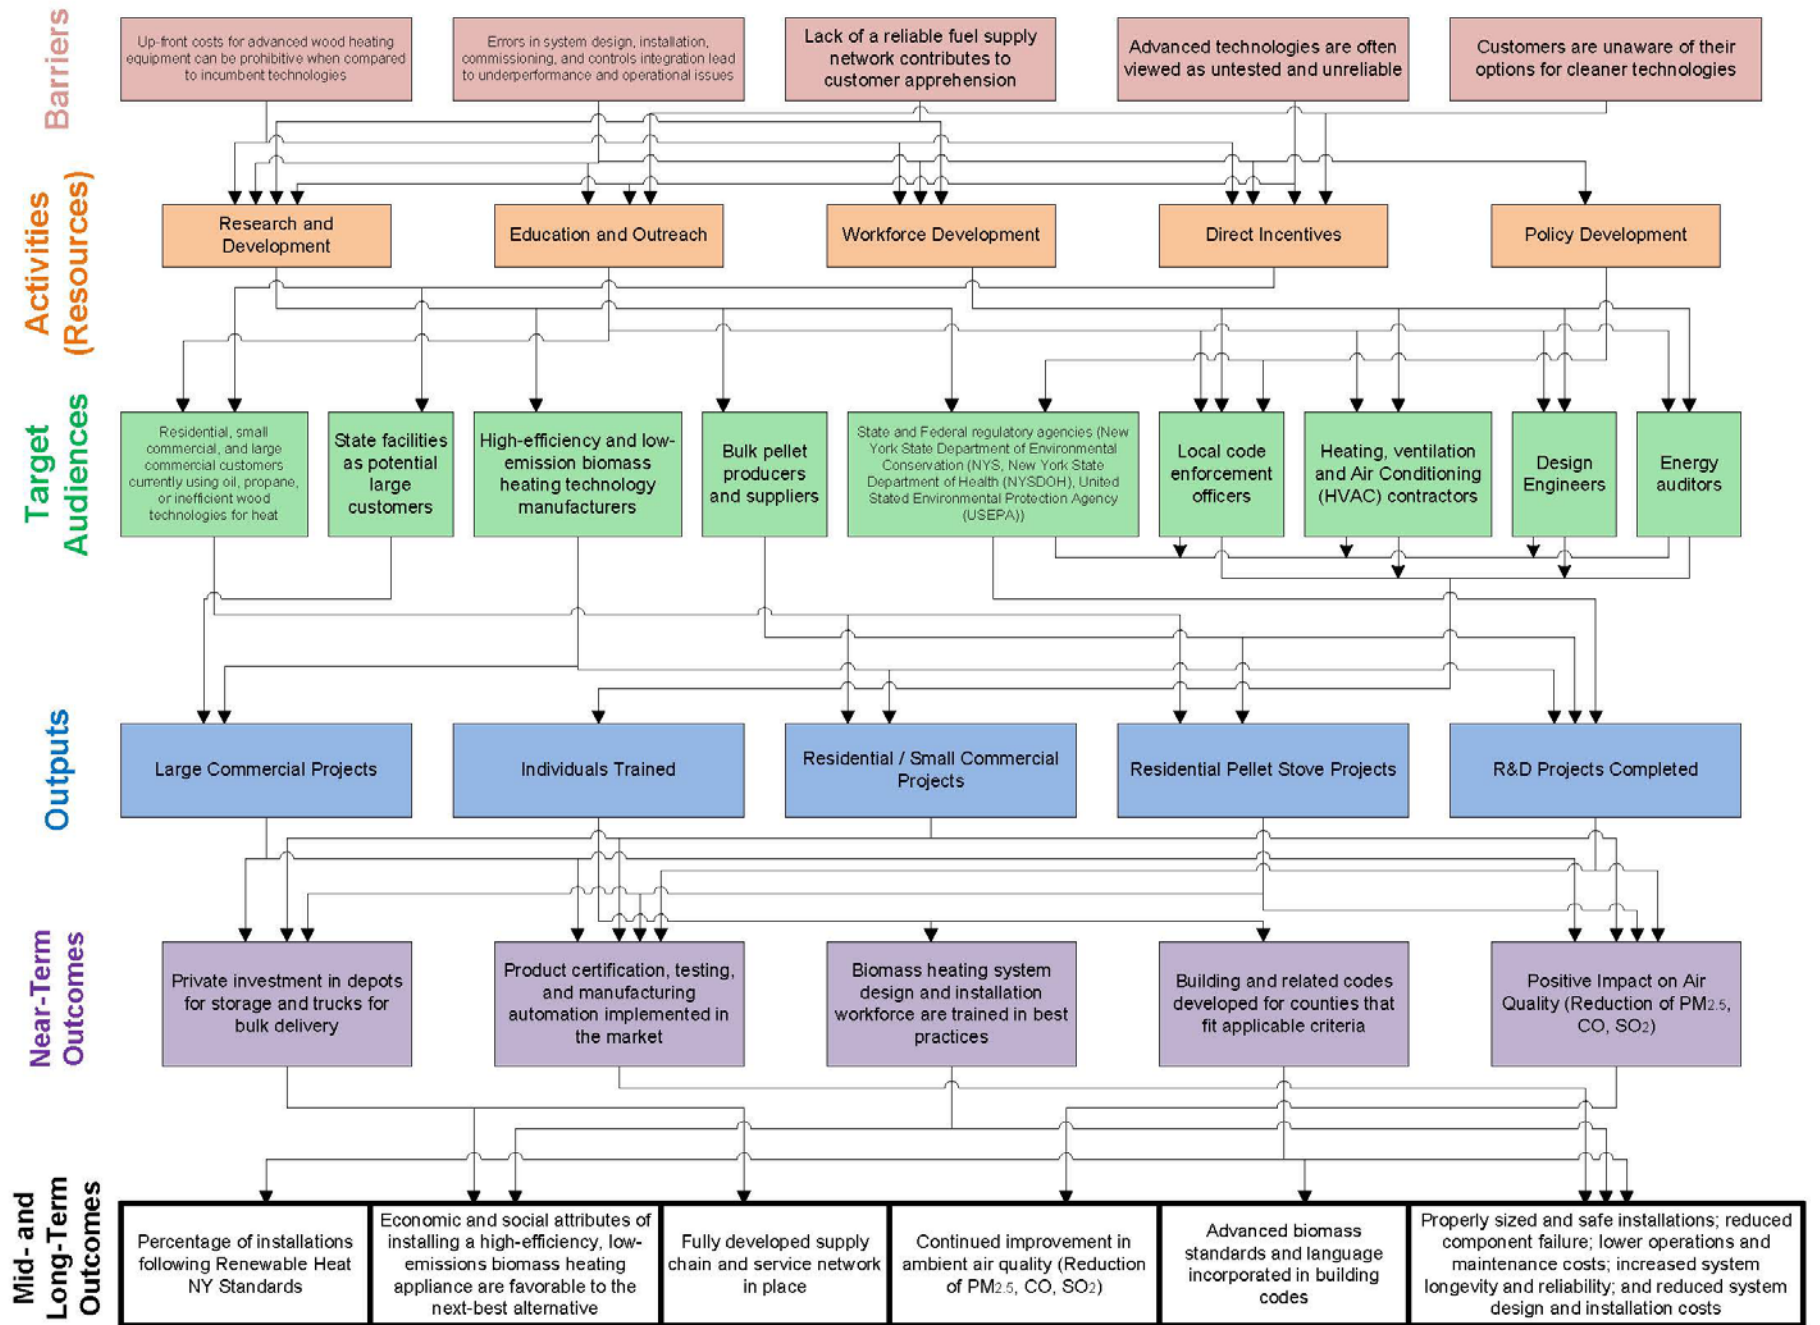 Barriers
Up-front costs for advanced wood heating
equipment can be prohibitive when compared
to incumbent technologies
Errors in system design, installation,
commissioning, and controls integration lead
to underperformance and operational issues
Lack of a reliable fuel supply
network contributes to
customer apprehension
Advanced technologies are often
viewed as untested and unreliable
Customers are unaware of their
options for cleaner technologies
Activities
(Resources)
Research and
Development
Education and Outreach
Workforce Development
Direct Incentives
Policy Development
Target
Audiences
Residential, small
commercial, and large
commercial customers
currently using oil, propane,
or inefficient wood
technologies for heat
State facilities
as potential
large
customers
High-efficiency and low-
emission biomass
heating technology
manufacturers
Bulk pellet
producers
and suppliers
State and Federal regulatory agencies (New
York State Department of Environmental
Conservation (NYS, New York State
Department of Health (NYSDOH), United
Stated Environmental Protection Agency
(USEPA))
Local code
enforcement
officers
Heating, ventilation
and Air Conditioning
(HVAC) contractors
Design
Engineers
Energy
auditors
Outputs
Large Commercial Projects
Individuals Trained
Residential / Small Commercial
Projects
Residential Pellet Stove Projects
R&D Projects Completed
Near-Term
Outcomes
Private investment in depots
for storage and trucks for
bulk delivery
Product certification, testing,
and manufacturing
automation implemented in
the market
Biomass heating system
design and installation
workforce are trained in best
practices
Building and related codes
developed for counties that
fit applicable criteria
Positive Impact on Air
Quality (Reduction of PM2.5,
CO, SO2)
Mid- and
Long-Term
Outcomes
Percentage of installations
following Renewable Heat
NY Standards
Economic and social attributes of
installing a high-efficiency, low-
emissions biomass heating
appliance are favorable to the
next-best alternative
Fully developed supply
chain and service network
in place
Continued improvement in
ambient air quality (Reduction
of PM2.5, CO, SO2)
Advanced biomass
standards and language
incorporated in building
codes
Properly sized and safe installations; reduced
component failure; lower operations and
maintenance costs; increased system
longevity and reliability; and reduced system
design and installation costs